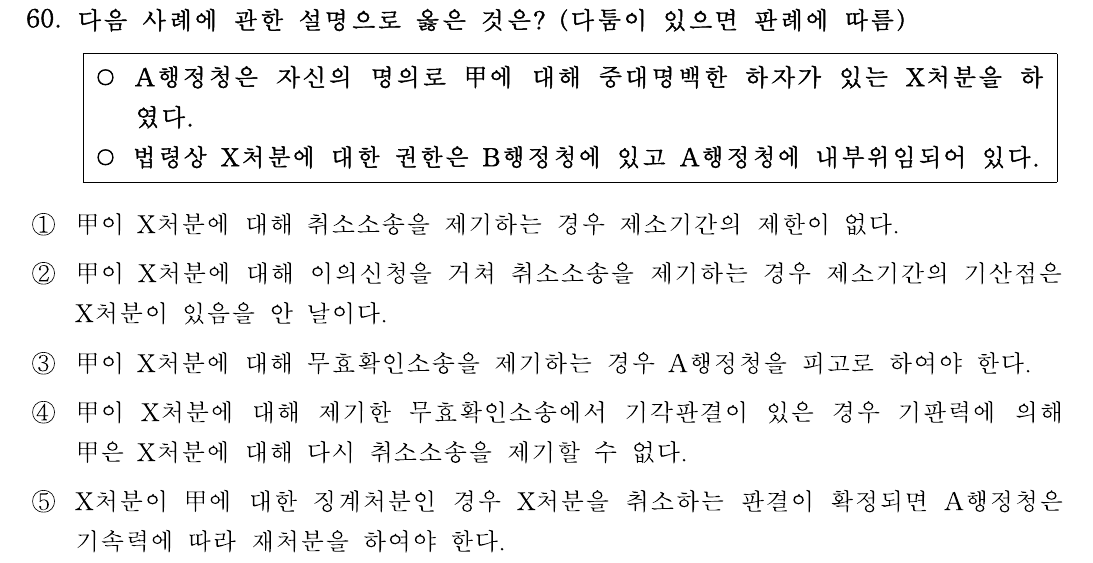 60. 다음 사례에 관한 설명으로 옳은 것은? (다툼이 있으면 판례에 따름)
○ A행정청은 자신의 명의로 甲에 대해 중대명백한 하자가 있는 X처분을 하
였다.
○ 법령상 X처분에 대한 권한은 B행정청에 있고 A행정청에 내부위임되어 있다.
① 甲이 X처분에 대해 취소소송을 제기하는 경우 제소기간의 제한이 없다.
② 甲이 X처분에 대해 이의신청을 거쳐 취소소송을 제기하는 경우 제소기간의 기산점은
X처분이 있음을 안 날이다.
③ 甲이 X처분에 대해 무효확인소송을 제기하는 경우 A행정청을 피고로 하여야 한다.
④ 甲이 X처분에 대해 제기한 무효확인소송에서 기각판결이 있은 경우 기판력에 의해
甲은 X처분에 대해 다시 취소소송을 제기할 수 없다.
⑤ X처분이 甲에 대한 징계처분인 경우 X처분을 취소하는 판결이 확정되면 A행정청은
기속력에 따라 재처분을 하여야 한다.